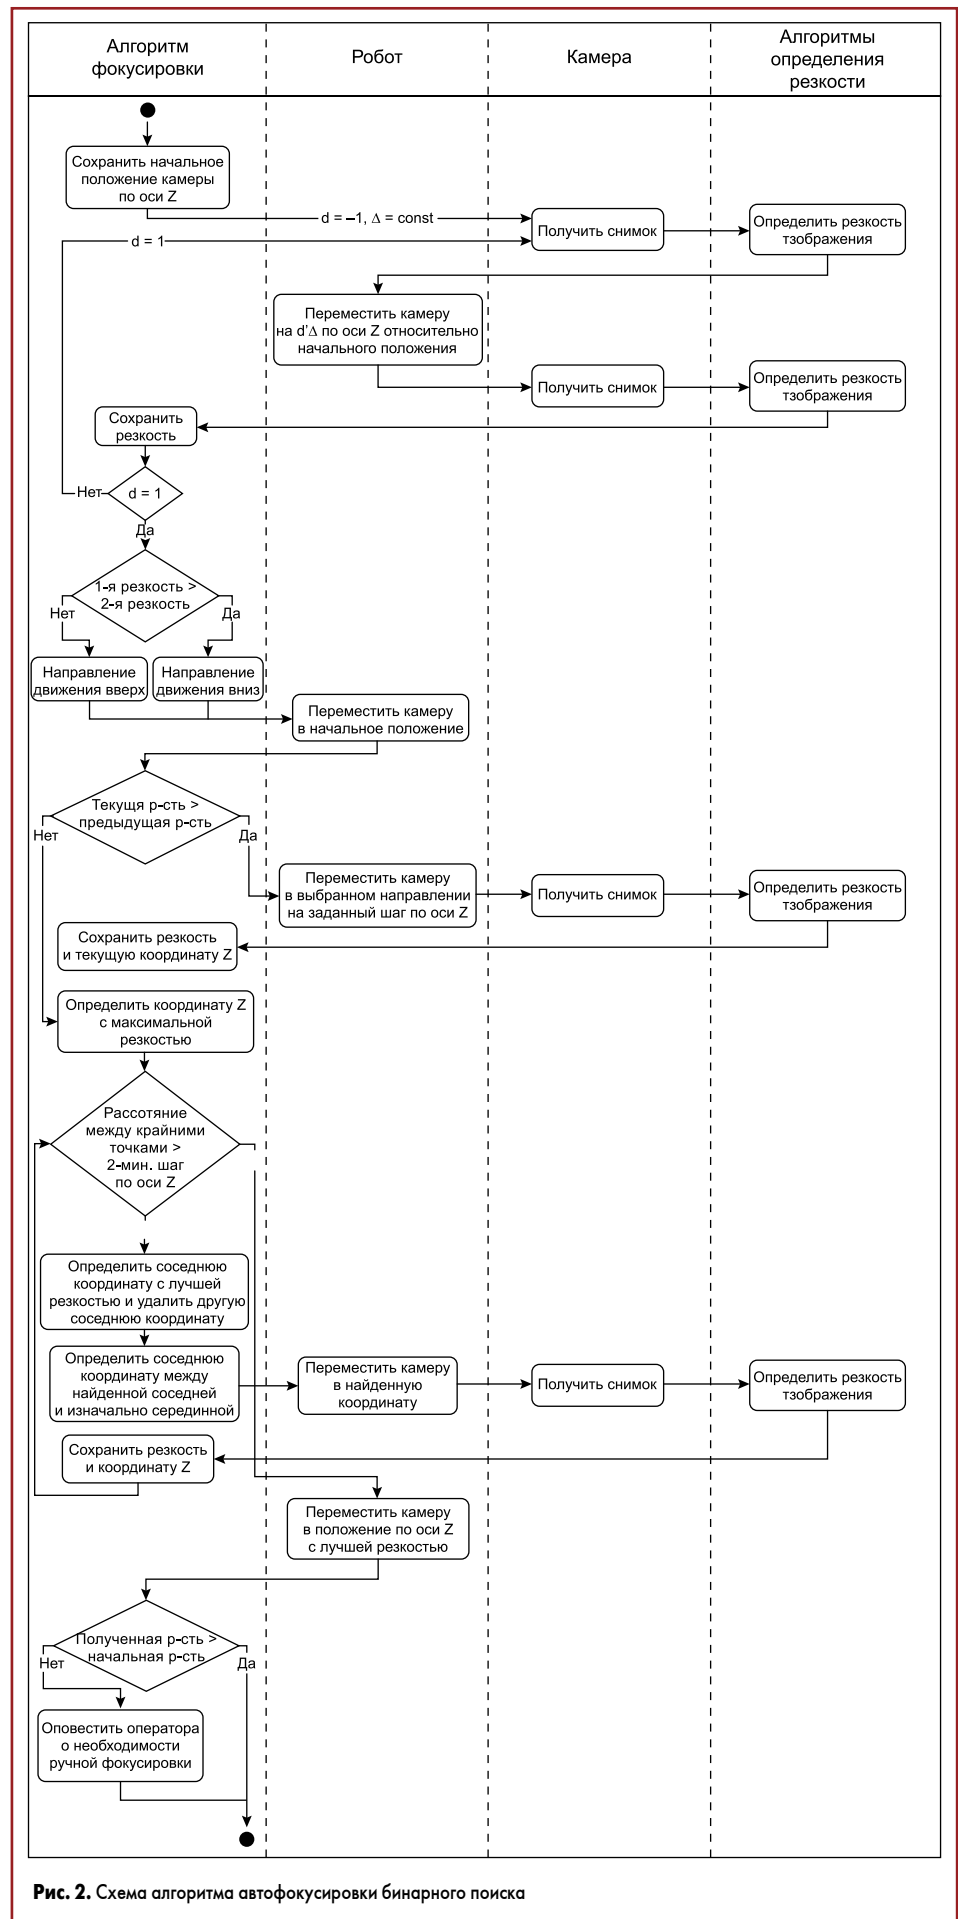 Алгоритм
фокусировки
Робот
Камера
Алгоритмы
определения
резкости
Сохранить начальное
положение камеры
по оси Z
d = –1, Δ = const
d = 1
Получить снимок
Определить резкость
тзображения
Переместить камеру
на d'Δ по оси Z относительно
начального положения
Получить снимок
Определить резкость
тзображения
Сохранить
резкость
Нет
d = 1
Да
1-я резкость >
2-я резкость
Нет
Да
Направление
движения вверх
Направление
движения вниз
Переместить камеру
в начальное положение
Текущя р-сть >
предыдущая р-сть
Нет
Да
Переместить камеру
в выбранном направлении
на заданный шаг по оси Z
Получить снимок
Определить резкость
тзображения
Сохранить резкость
и текущую координату Z
Определить координату Z
с максимальной
резкостью
Рассотяние
между крайними
точками >
2-мин. шаг
по оси Z
Определить соседнюю
координату с лучшей
резкостью и удалить другую
соседнюю координату
Определить соседнюю
координату между
найденной соседней
и изначально серединной
Переместить камеру
в найденную
координату
Получить снимок
Определить резкость
тзображения
Сохранить резкость
и координату Z
Переместить камеру
в положение по оси Z
с лучшей резкостью
Полученная р-сть >
начальная р-сть
Нет
Да
Оповестить оператора
о необходимости
ручной фокусировки
Рис. 2. Схема алгоритма автофокусировки бинарного поиска